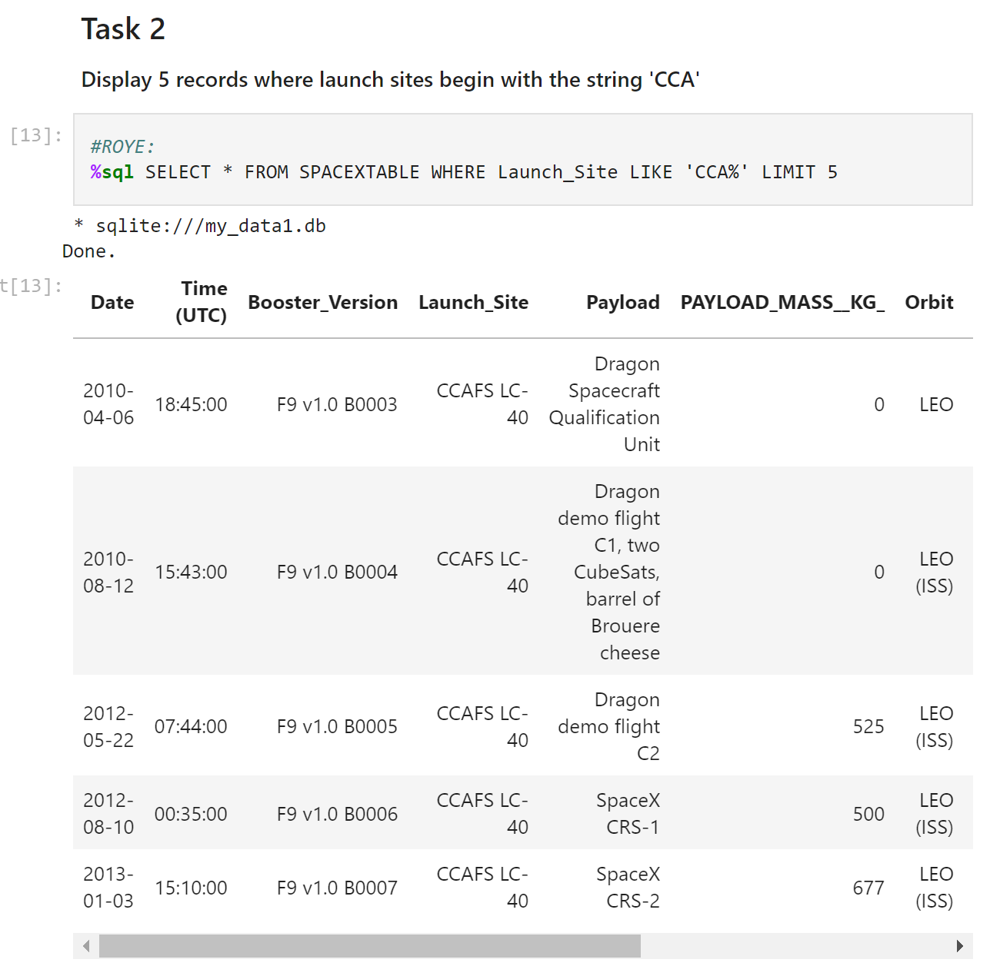 Task 2
Display 5 records where launch sites begin with the string 'CCA'
[13]:
#ROYE:
%sql SELECT * FROM SPACEXTABLE WHERE Launch_Site LIKE 'CCA%' LIMIT 5
* sqlite:///my_data1.db
Done.
t[13]:
Date Time (UTC) Booster_Version Launch_Site Payload PAYLOAD_MASS__KG_ Orbit
2010-04-06 18:45:00 F9 v1.0 B0003 CCAFS LC-40 Dragon Spacecraft Qualification Unit 0 LEO
2010-08-12 15:43:00 F9 v1.0 B0004 CCAFS LC-40 Dragon demo flight C1, two CubeSats, barrel of Brouere cheese 0 LEO (ISS)
2012-05-22 07:44:00 F9 v1.0 B0005 CCAFS LC-40 Dragon demo flight C2 525 LEO (ISS)
2012-08-10 00:35:00 F9 v1.0 B0006 CCAFS LC-40 SpaceX CRS-1 500 LEO (ISS)
2013-01-03 15:10:00 F9 v1.0 B0007 CCAFS LC-40 SpaceX CRS-2 677 LEO (ISS)